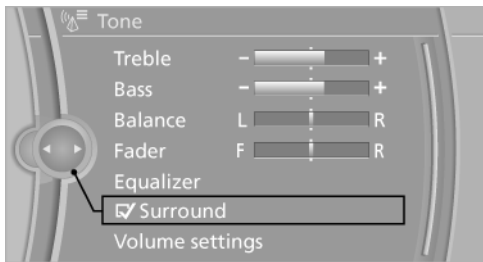 Tone
Treble - +
Bass - +
Balance L R
Fader F R
Equalizer
Surround
Volume settings